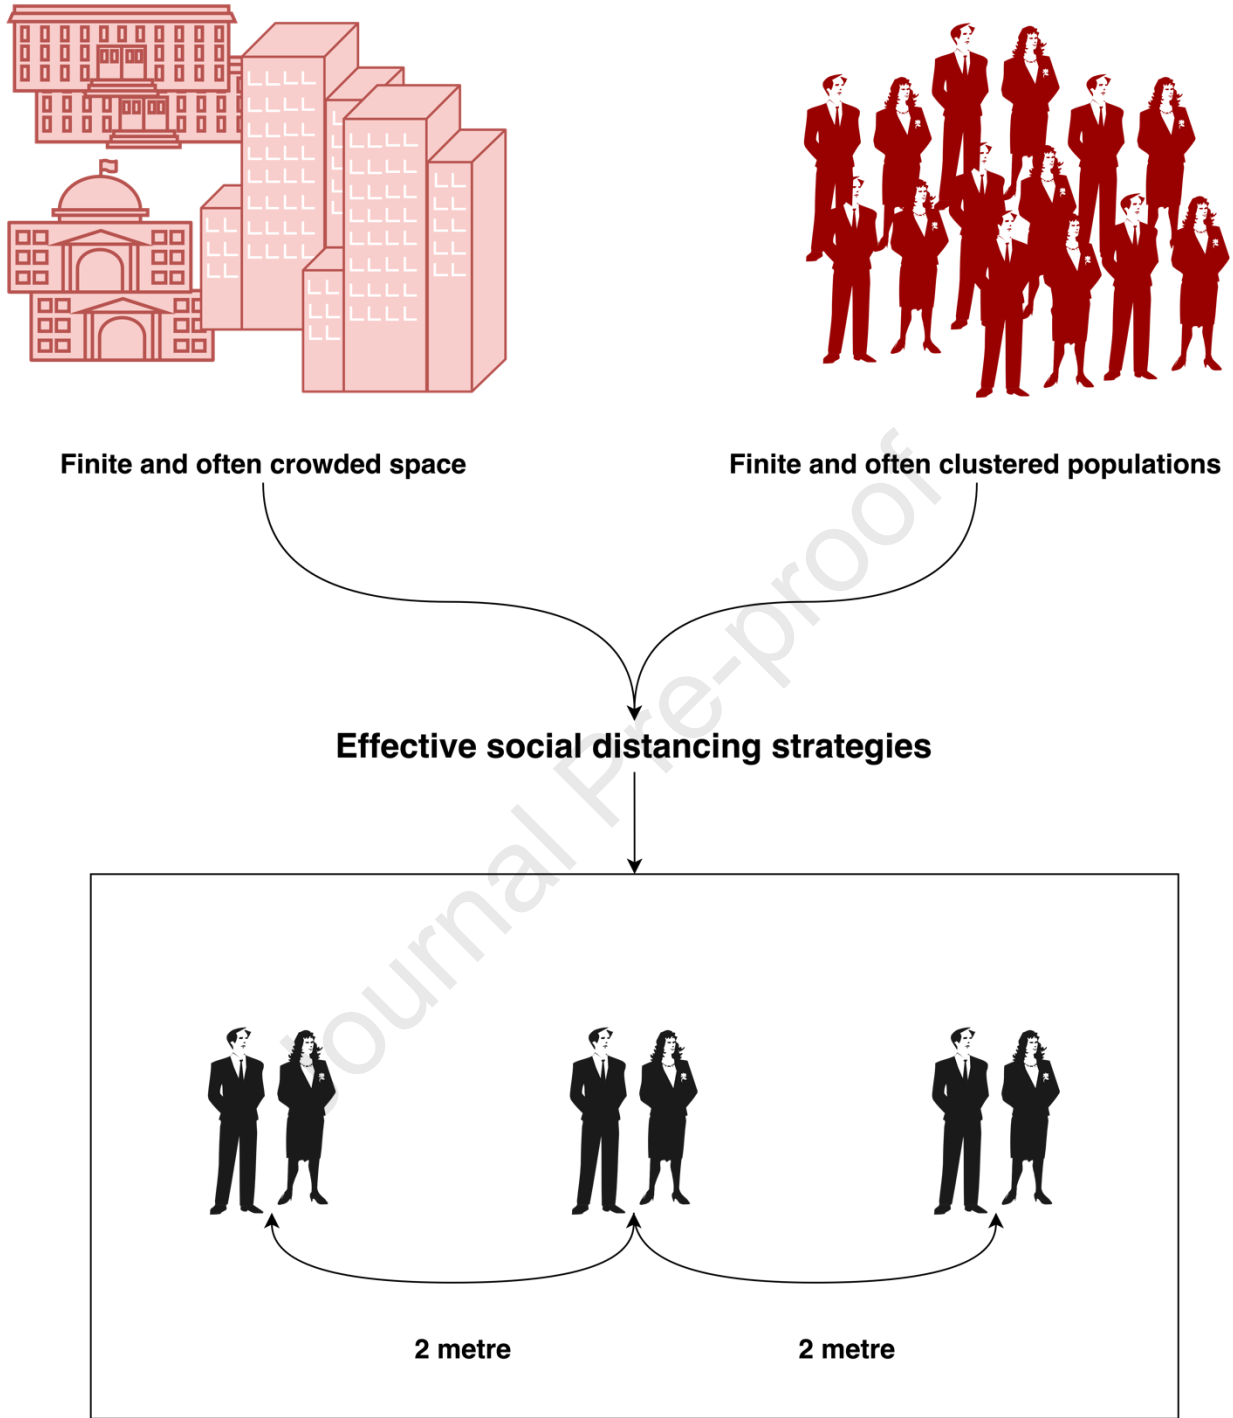 Finite and often crowded space
Finite and often clustered populations
Journal Pre-proof
Effective social distancing strategies
2 metre
2 metre